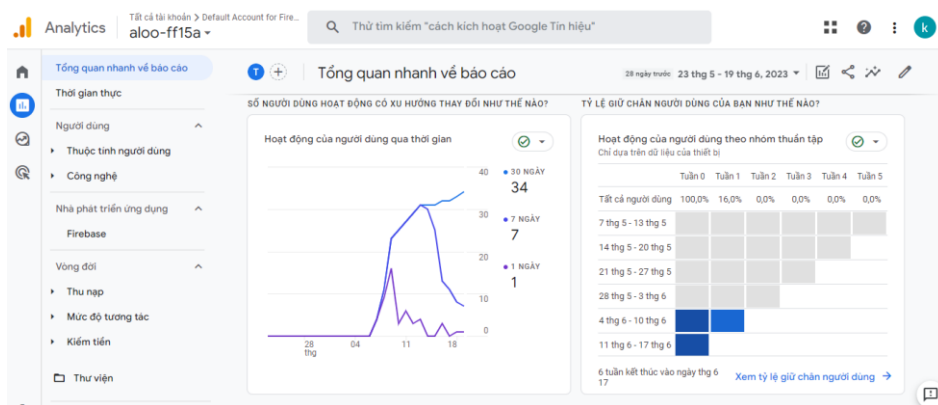 Analytics
Tất cả tài khoản > Default Account for Fire...
aloo-ff15a
Thử tìm kiếm "cách kích hoạt Google Tín hiệu"
k
Tổng quan nhanh về báo cáo
Thời gian thực
Người dùng
Thuộc tính người dùng
Công nghệ
Nhà phát triển ứng dụng
Firebase
Vòng đời
Thu nạp
Mức độ tương tác
Kiếm tiền
Thư viện
T
Tổng quan nhanh về báo cáo
28 ngày trước 23 thg 5 - 19 thg 6, 2023
SỐ NGƯỜI DÙNG HOẠT ĐỘNG CÓ XU HƯỚNG THAY ĐỔI NHƯ THẾ NÀO?
Hoạt động của người dùng qua thời gian
40
30
20
10
0
28
thg
04
11
18
30 NGÀY
34
7 NGÀY
7
1 NGÀY
1
TỶ LỆ GIỮ CHÂN NGƯỜI DÙNG CỦA BẠN NHƯ THẾ NÀO?
Hoạt động của người dùng theo nhóm thuần tập
Chỉ dựa trên dữ liệu của thiết bị
Tuần 0 Tuần 1 Tuần 2 Tuần 3 Tuần 4 Tuần 5
Tất cả người dùng 100,0% 16,0% 0,0% 0,0% 0,0% 0,0%
7 thg 5 - 13 thg 5
14 thg 5 - 20 thg 5
21 thg 5 - 27 thg 5
28 thg 5 - 3 thg 6
4 thg 6 - 10 thg 6
11 thg 6 - 17 thg 6
6 tuần kết thúc vào ngày thg 6
17
Xem tỷ lệ giữ chân người dùng